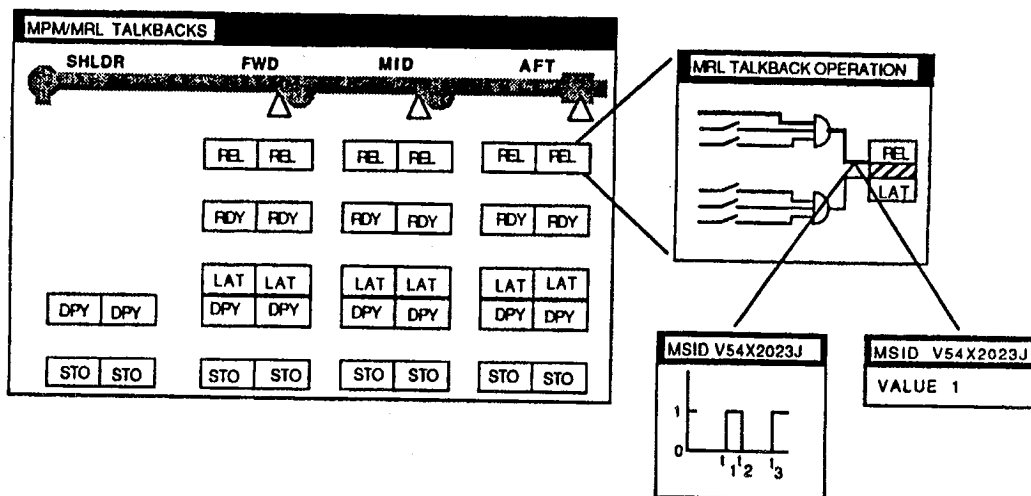 MPM/MRL TALKBACKS
SHLDR FWD MID AFT
REL REL REL REL REL REL
RDY RDY RDY RDY RDY RDY
LAT LAT LAT LAT LAT LAT
DPY DPY DPY DPY DPY DPY DPY DPY
STO STO STO STO STO STO STO STO
MRL TALKBACK OPERATION
REL
LAT
MSID V54X2023J
1
0
t1 t2 t3
MSID V54X2023J
VALUE 1